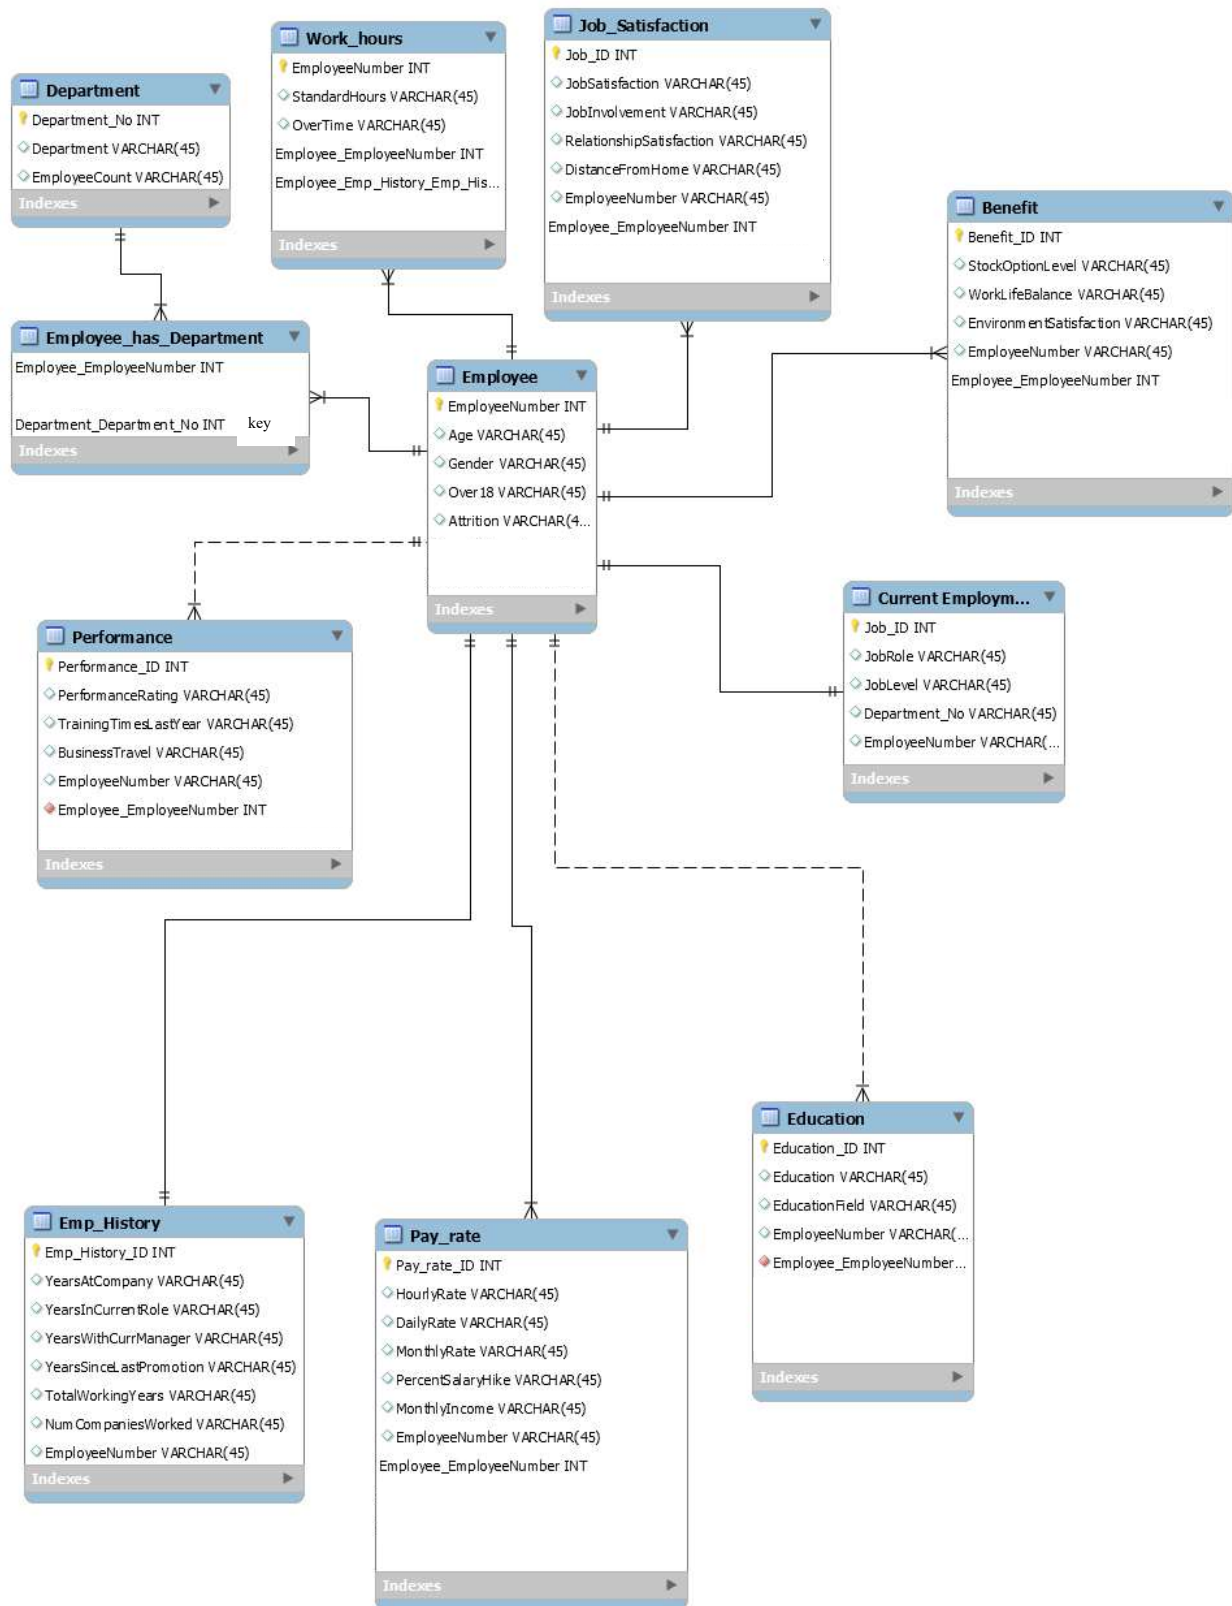 Department
Department_No INT
Department VARCHAR(45)
EmployeeCount VARCHAR(45)
Indexes
Work_hours
EmployeeNumber INT
StandardHours VARCHAR(45)
OverTime VARCHAR(45)
Employee_EmployeeNumber INT
Employee_Emp_History_Emp_His...
Indexes
Job_Satisfaction
Job_ID INT
JobSatisfaction VARCHAR(45)
JobInvolvement VARCHAR(45)
RelationshipSatisfaction VARCHAR(45)
DistanceFromHome VARCHAR(45)
EmployeeNumber VARCHAR(45)
Employee_EmployeeNumber INT
Indexes
Benefit
Benefit_ID INT
StockOptionLevel VARCHAR(45)
WorkLifeBalance VARCHAR(45)
EnvironmentSatisfaction VARCHAR(45)
EmployeeNumber VARCHAR(45)
Employee_EmployeeNumber INT
Indexes
Employee_has_Department
Employee_EmployeeNumber INT
Department_Department_No INT key
Indexes
Employee
EmployeeNumber INT
Age VARCHAR(45)
Gender VARCHAR(45)
Over18 VARCHAR(45)
Attrition VARCHAR(4...
Indexes
Performance
Performance_ID INT
PerformanceRating VARCHAR(45)
TrainingTimesLastYear VARCHAR(45)
BusinessTravel VARCHAR(45)
EmployeeNumber VARCHAR(45)
Employee_EmployeeNumber INT
Indexes
Current Employm...
Job_ID INT
JobRole VARCHAR(45)
JobLevel VARCHAR(45)
Department_No VARCHAR(45)
EmployeeNumber VARCHAR(...
Indexes
Emp_History
Emp_History_ID INT
YearsAtCompany VARCHAR(45)
YearsInCurrentRole VARCHAR(45)
YearsWithCurrManager VARCHAR(45)
YearsSinceLastPromotion VARCHAR(45)
TotalWorkingYears VARCHAR(45)
NumCompaniesWorked VARCHAR(45)
EmployeeNumber VARCHAR(45)
Indexes
Pay_rate
Pay_rate_ID INT
HourlyRate VARCHAR(45)
DailyRate VARCHAR(45)
MonthlyRate VARCHAR(45)
PercentSalaryHike VARCHAR(45)
MonthlyIncome VARCHAR(45)
EmployeeNumber VARCHAR(45)
Employee_EmployeeNumber INT
Indexes
Education
Education_ID INT
Education VARCHAR(45)
EducationField VARCHAR(45)
EmployeeNumber VARCHAR(...
Employee_EmployeeNumber...
Indexes